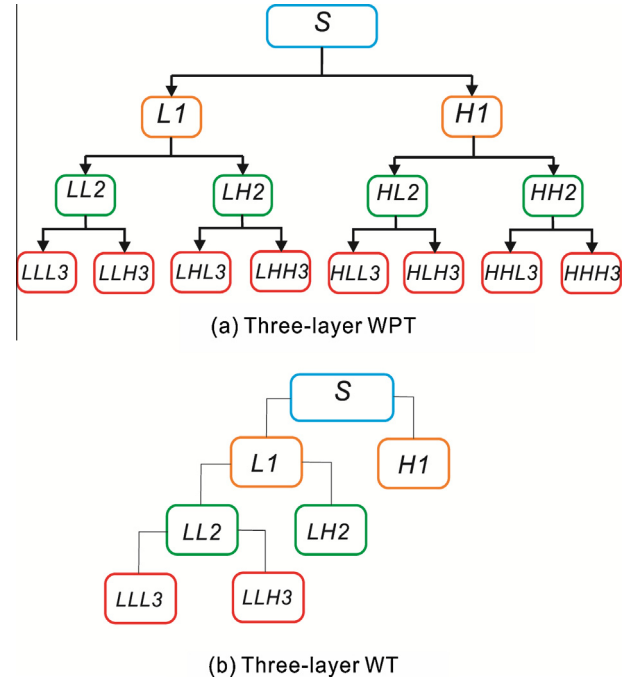 S
L1 H1
LL2 LH2 HL2 HH2
LLL3 LLH3 LHL3 LHH3 HLL3 HLH3 HHL3 HHH3
(a) Three-layer WPT
S
L1 H1
LL2 LH2
LLL3 LLH3
(b) Three-layer WT